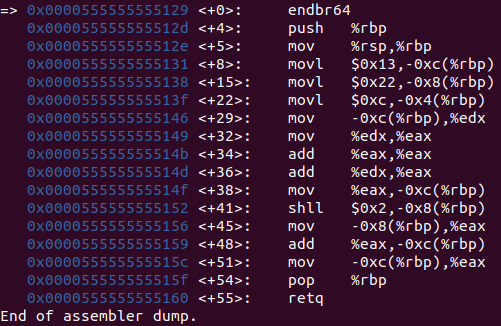 => 0x0000555555555129 <+0>: endbr64
0x000055555555512d <+4>: push %rbp
0x000055555555512e <+5>: mov %rsp,%rbp
0x0000555555555131 <+8>: movl $0x13,-0xc(%rbp)
0x0000555555555138 <+15>: movl $0x22,-0x8(%rbp)
0x000055555555513f <+22>: movl $0xc,-0x4(%rbp)
0x0000555555555146 <+29>: mov -0xc(%rbp),%edx
0x0000555555555149 <+32>: mov %edx,%eax
0x000055555555514b <+34>: add %eax,%eax
0x000055555555514d <+36>: add %edx,%eax
0x000055555555514f <+38>: mov %eax,-0xc(%rbp)
0x0000555555555152 <+41>: shll $0x2,-0x8(%rbp)
0x0000555555555156 <+45>: mov -0x8(%rbp),%eax
0x0000555555555159 <+48>: add %eax,-0xc(%rbp)
0x000055555555515c <+51>: mov -0xc(%rbp),%eax
0x000055555555515f <+54>: pop %rbp
0x0000555555555160 <+55>: retq
End of assembler dump.